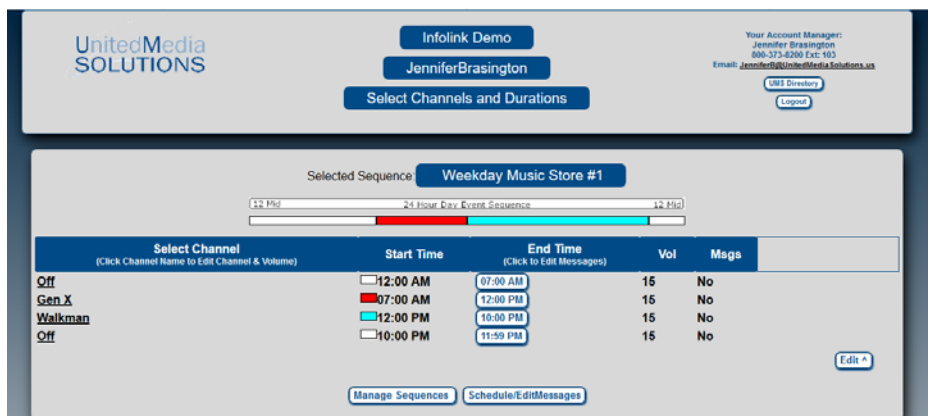 UnitedMedia
SOLUTIONS
Infolink Demo
JenniferBrasington
Select Channels and Durations
Your Account Manager:
Jennifer Brasington
800-373-8200 Ext: 103
Email: JenniferB@UnitedMediaSolutions.us
UMS Directory
Logout
Selected Sequence: Weekday Music Store #1
12 Mid 24 Hour Day Event Sequence 12 Mid
Select Channel Start Time End Time Vol Msgs
(Click Channel Name to Edit Channel & Volume) (Click to Edit Messages)
Off 12:00 AM 07:00 AM 15 No
Gen X 07:00 AM 12:00 PM 15 No
Walkman 12:00 PM 10:00 PM 15 No
Off 10:00 PM 11:59 PM 15 No
Edit ^
Manage Sequences Schedule/EditMessages